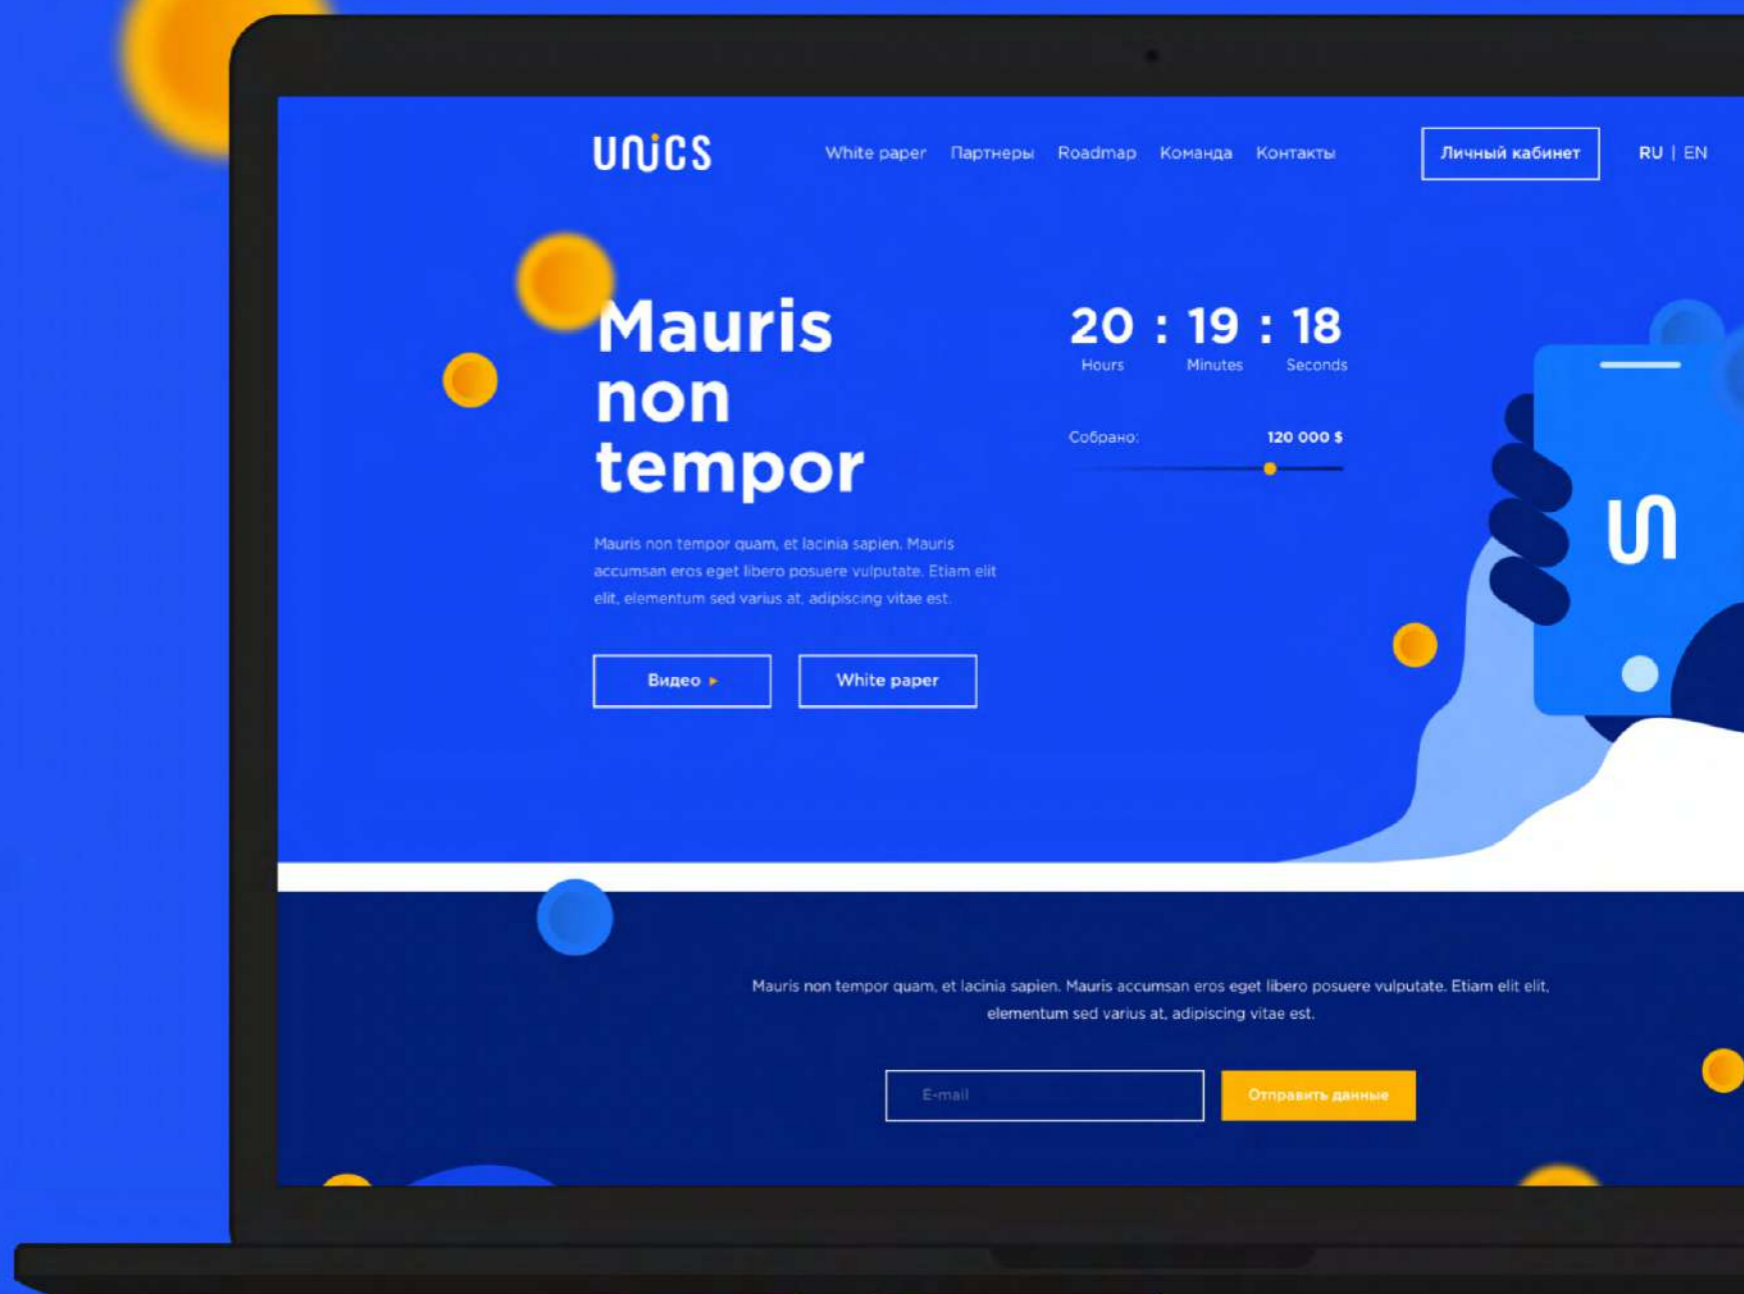 UNiCS
White paper Партнеры Roadmap Команда Контакты
Личный кабинет
RU | EN
Mauris
non
tempor
20 : 19 : 18
Hours Minutes Seconds
Собрано: 120 000 $
Mauris non tempor quam, et lacinia sapien. Mauris
accumsan eros eget libero posuere vulputate. Etiam elit
elit, elementum sed varius at, adipiscing vitae est.
Видео
White paper
Mauris non tempor quam, et lacinia sapien. Mauris accumsan eros eget libero posuere vulputate. Etiam elit elit,
elementum sed varius at, adipiscing vitae est.
E-mail
Отправить данные